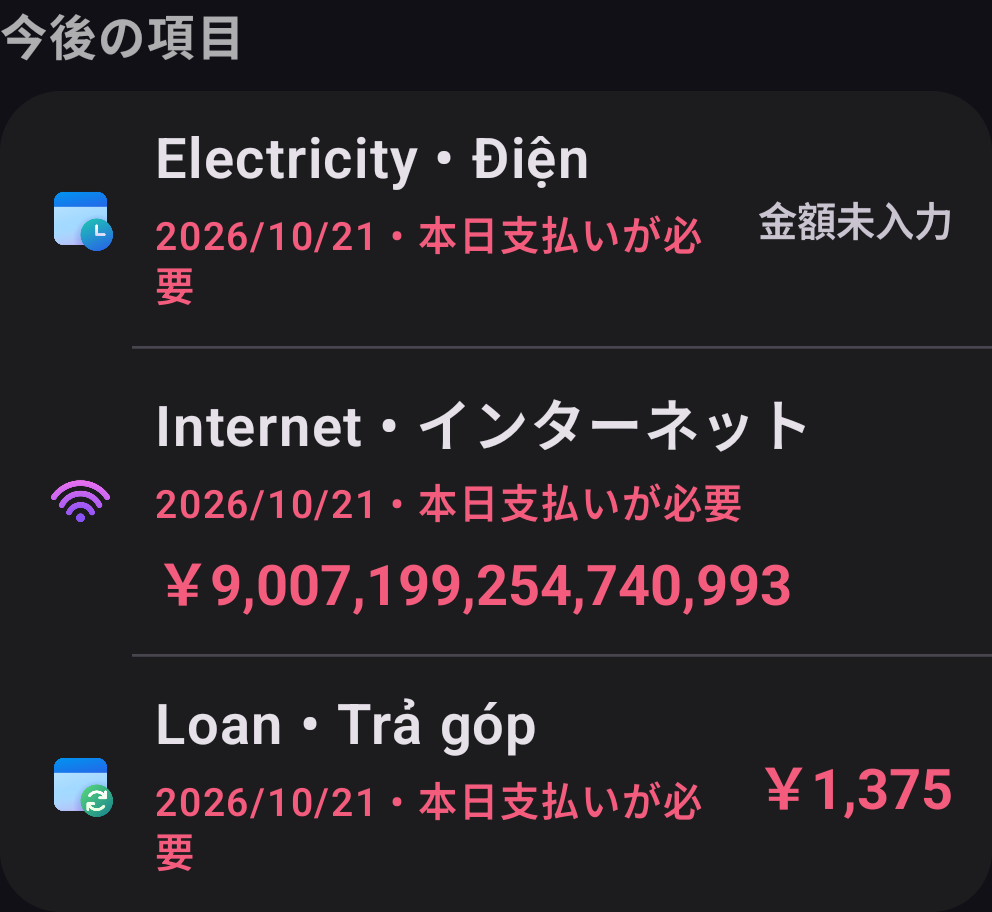 今後の項目
Electricity・Điện
2026/10/21・本日支払いが必
要
金額未入力
Internet・インターネット
2026/10/21・本日支払いが必要
￥9,007,199,254,740,993
Loan・Trả góp
2026/10/21・本日支払いが必
要
￥1,375